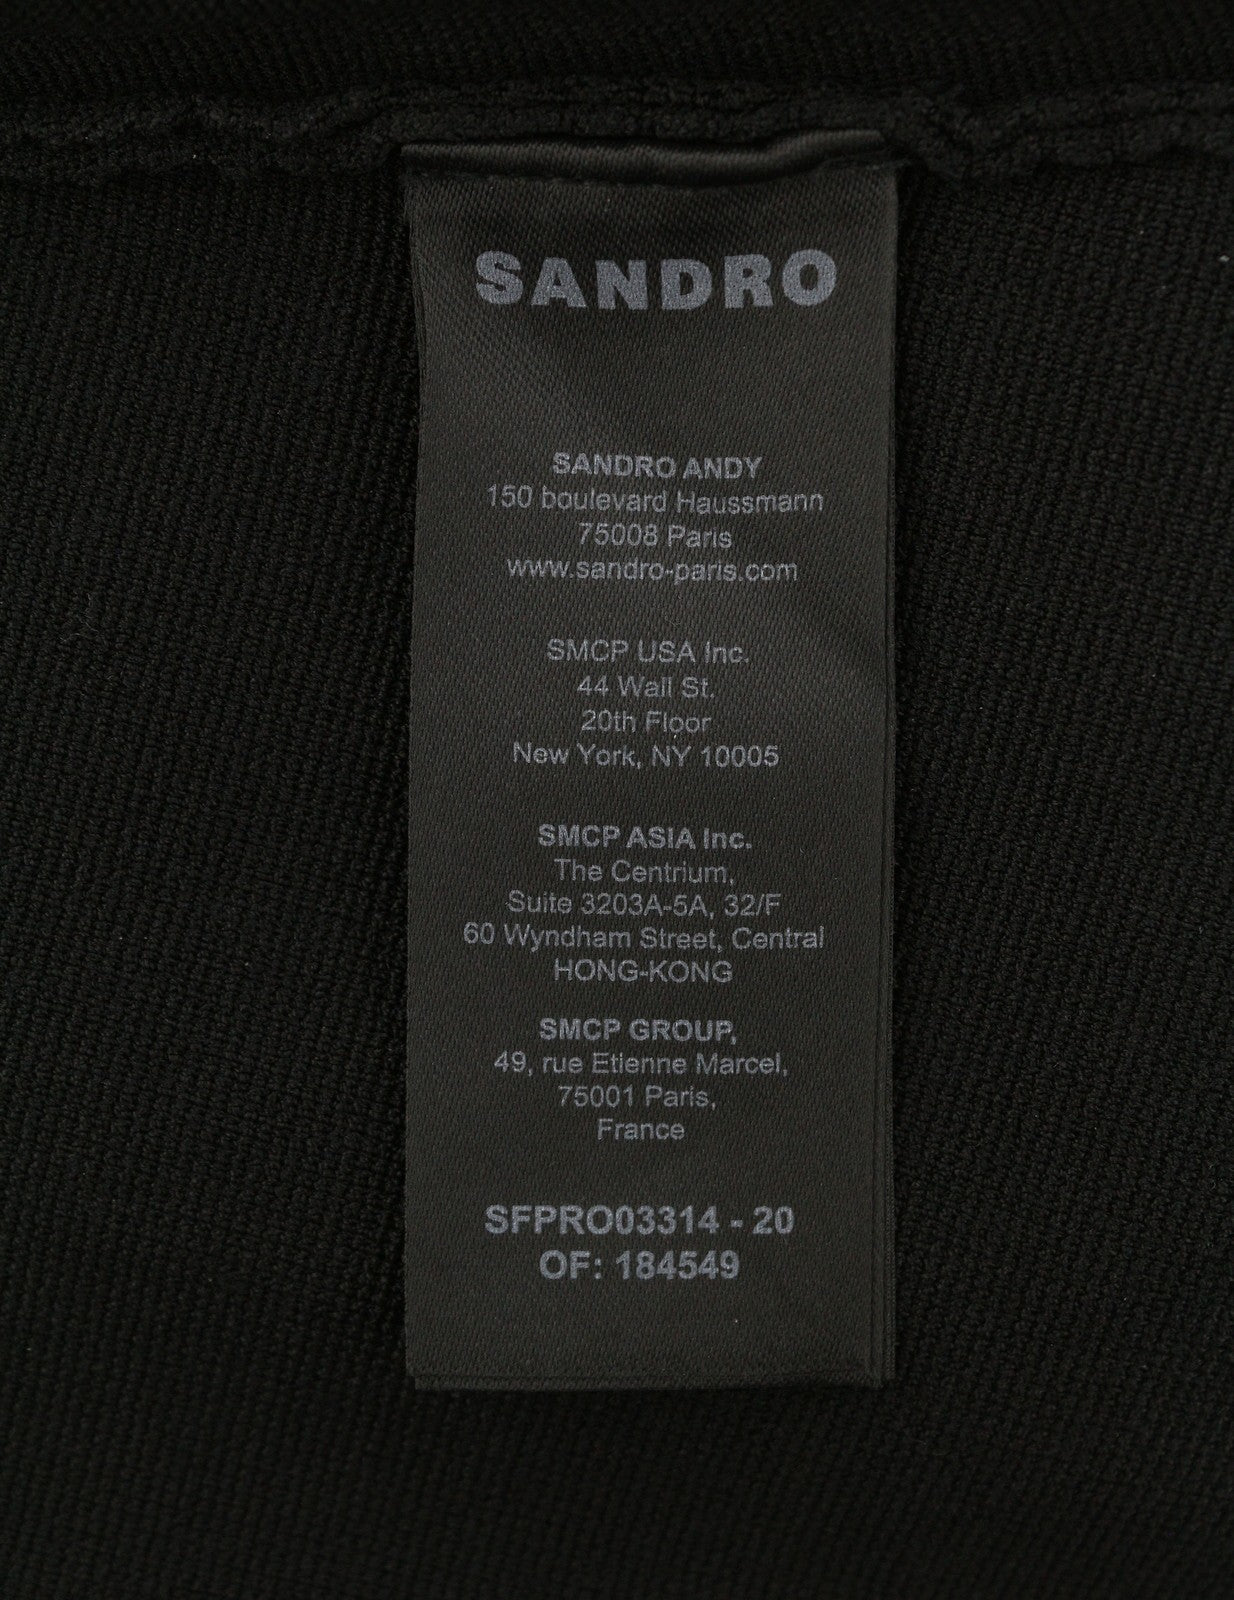 SANDRO
SANDRO ANDY
150 boulevard Haussmann
75008 Paris
www.sandro-paris.com
SMCP USA Inc.
44 Wall St.
20th Floor
New York, NY 10005
SMCP ASIA Inc.
The Centrium,
Suite 3203A-5A, 32/F
60 Wyndham Street, Central
HONG-KONG
SMCP GROUP,
49, rue Etienne Marcel,
75001 Paris,
France
SFPRO03314 - 20
OF: 184549